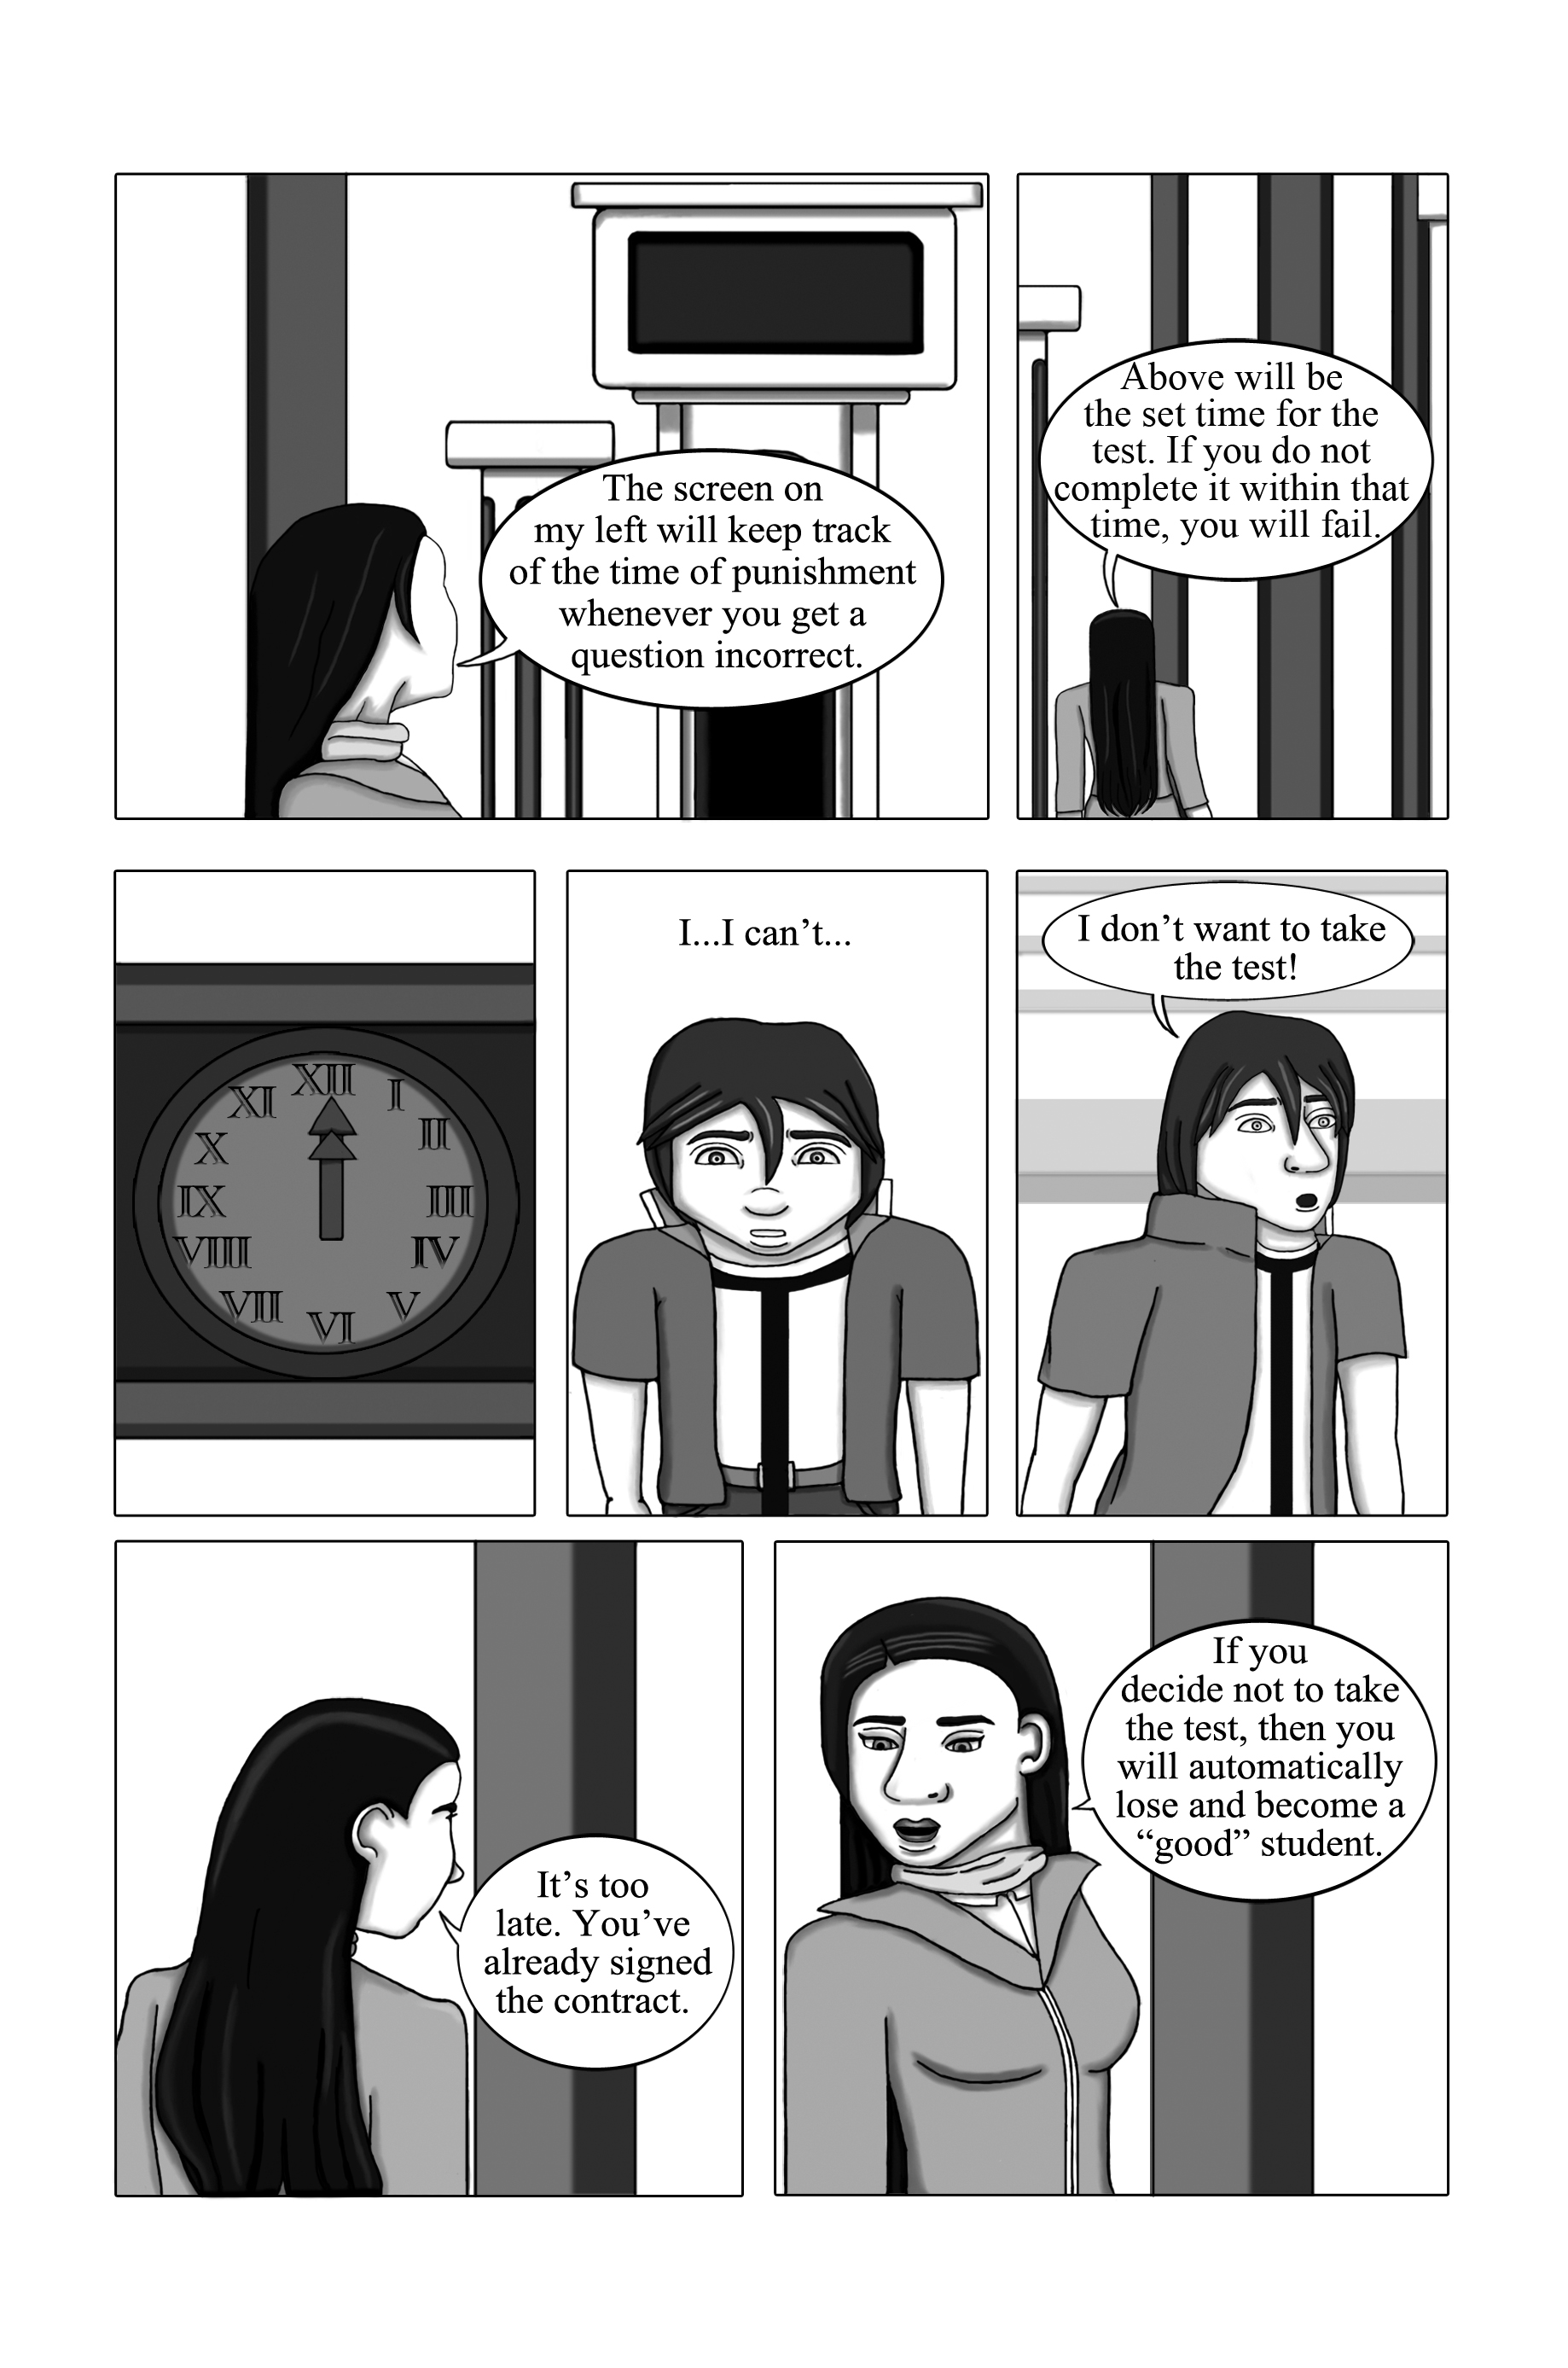 The screen on
my left will keep track
of the time of punishment
whenever you get a
question incorrect.
Above will be
the set time for the
test. If you do not
complete it within that
time, you will fail.
XII
I
II
IIII
IV
V
VI
VII
VIIII
IX
X
XI
I...I can’t...
I don’t want to take
the test!
It’s too
late. You’ve
already signed
the contract.
If you
decide not to take
the test, then you
will automatically
lose and become a
“good” student.